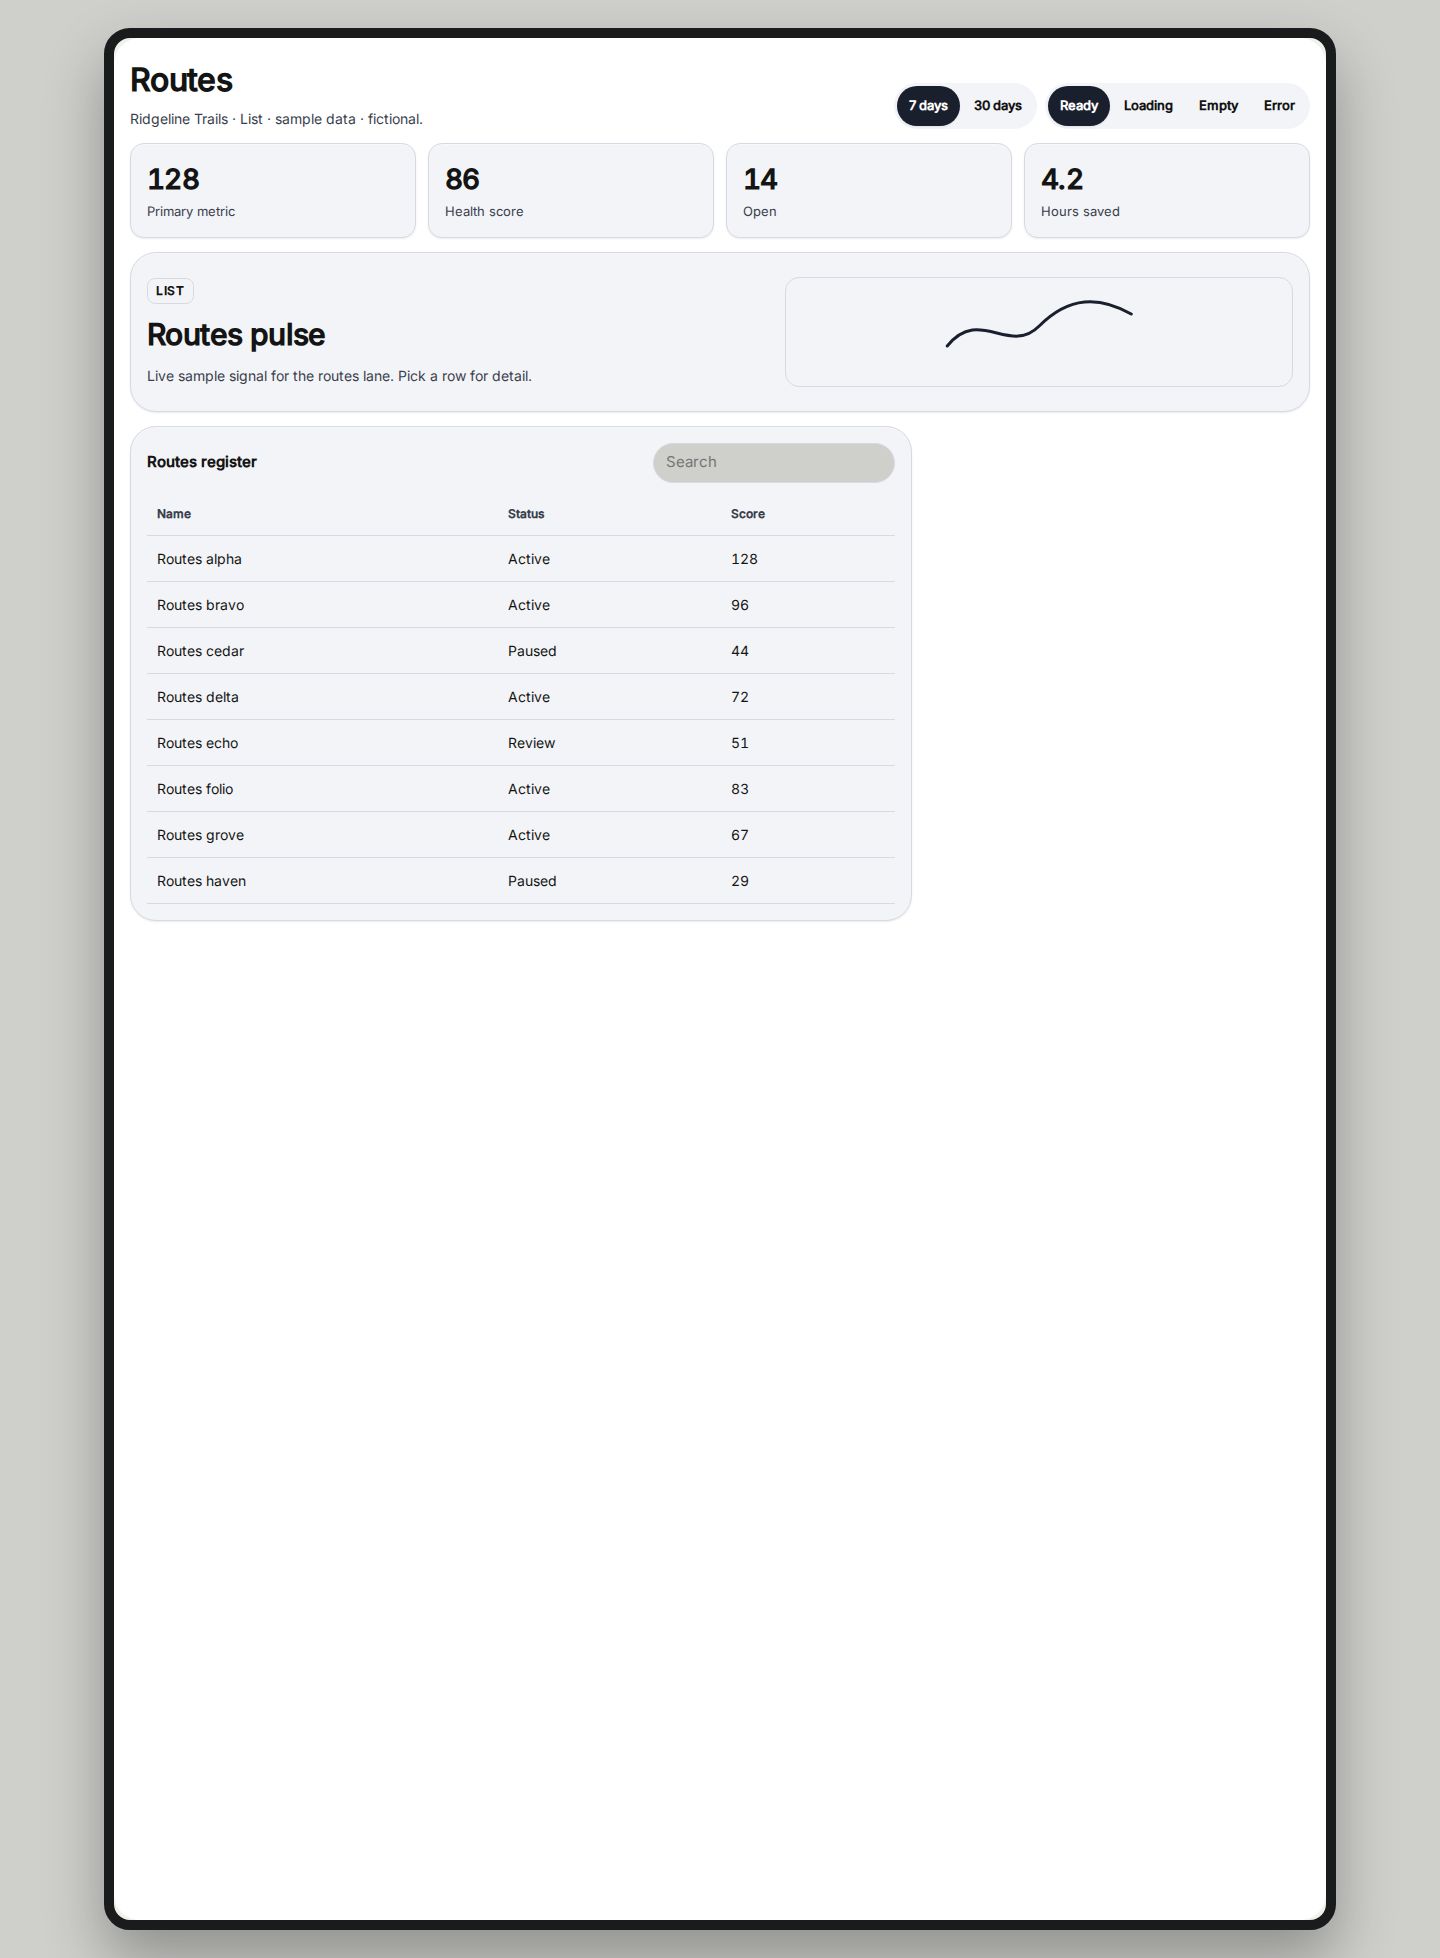 Routes
Ridgeline Trails · List · sample data · fictional.
7 days 30 days Ready Loading Empty Error
128
Primary metric
86
Health score
14
Open
4.2
Hours saved
LIST
Routes pulse
Live sample signal for the routes lane. Pick a row for detail.
Routes register Search
Name Status Score
Routes alpha Active 128
Routes bravo Active 96
Routes cedar Paused 44
Routes delta Active 72
Routes echo Review 51
Routes folio Active 83
Routes grove Active 67
Routes haven Paused 29